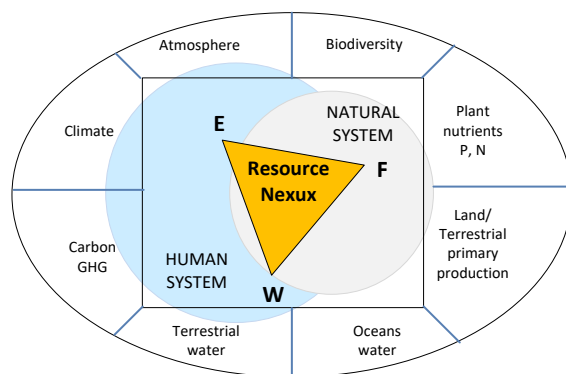 Atmosphere
Biodiversity
Climate
E
NATURAL
SYSTEM
Plant
nutrients
P, N
Resource
Nexux
F
Carbon
GHG
HUMAN
SYSTEM
W
Land/
Terrestrial
primary
production
Terrestrial
water
Oceans
water